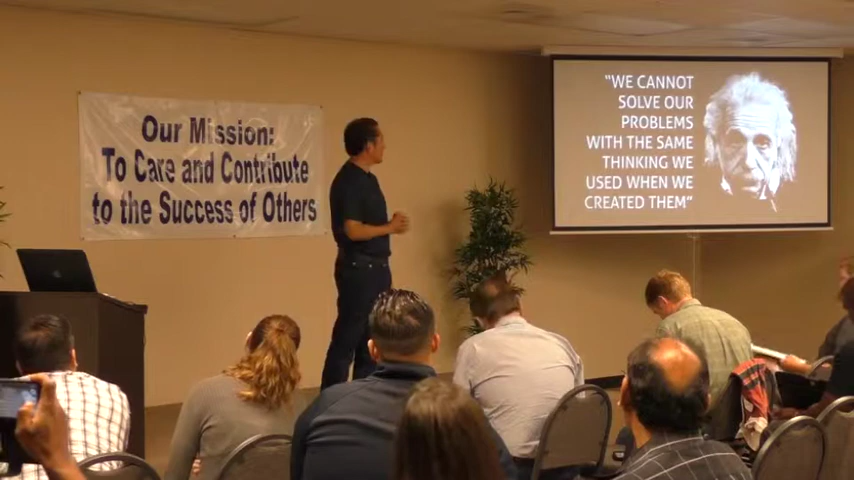 Our Mission:
To Care and Contribute
to the Success of Others
"WE CANNOT
SOLVE OUR
PROBLEMS
WITH THE SAME
THINKING WE
USED WHEN WE
CREATED THEM"